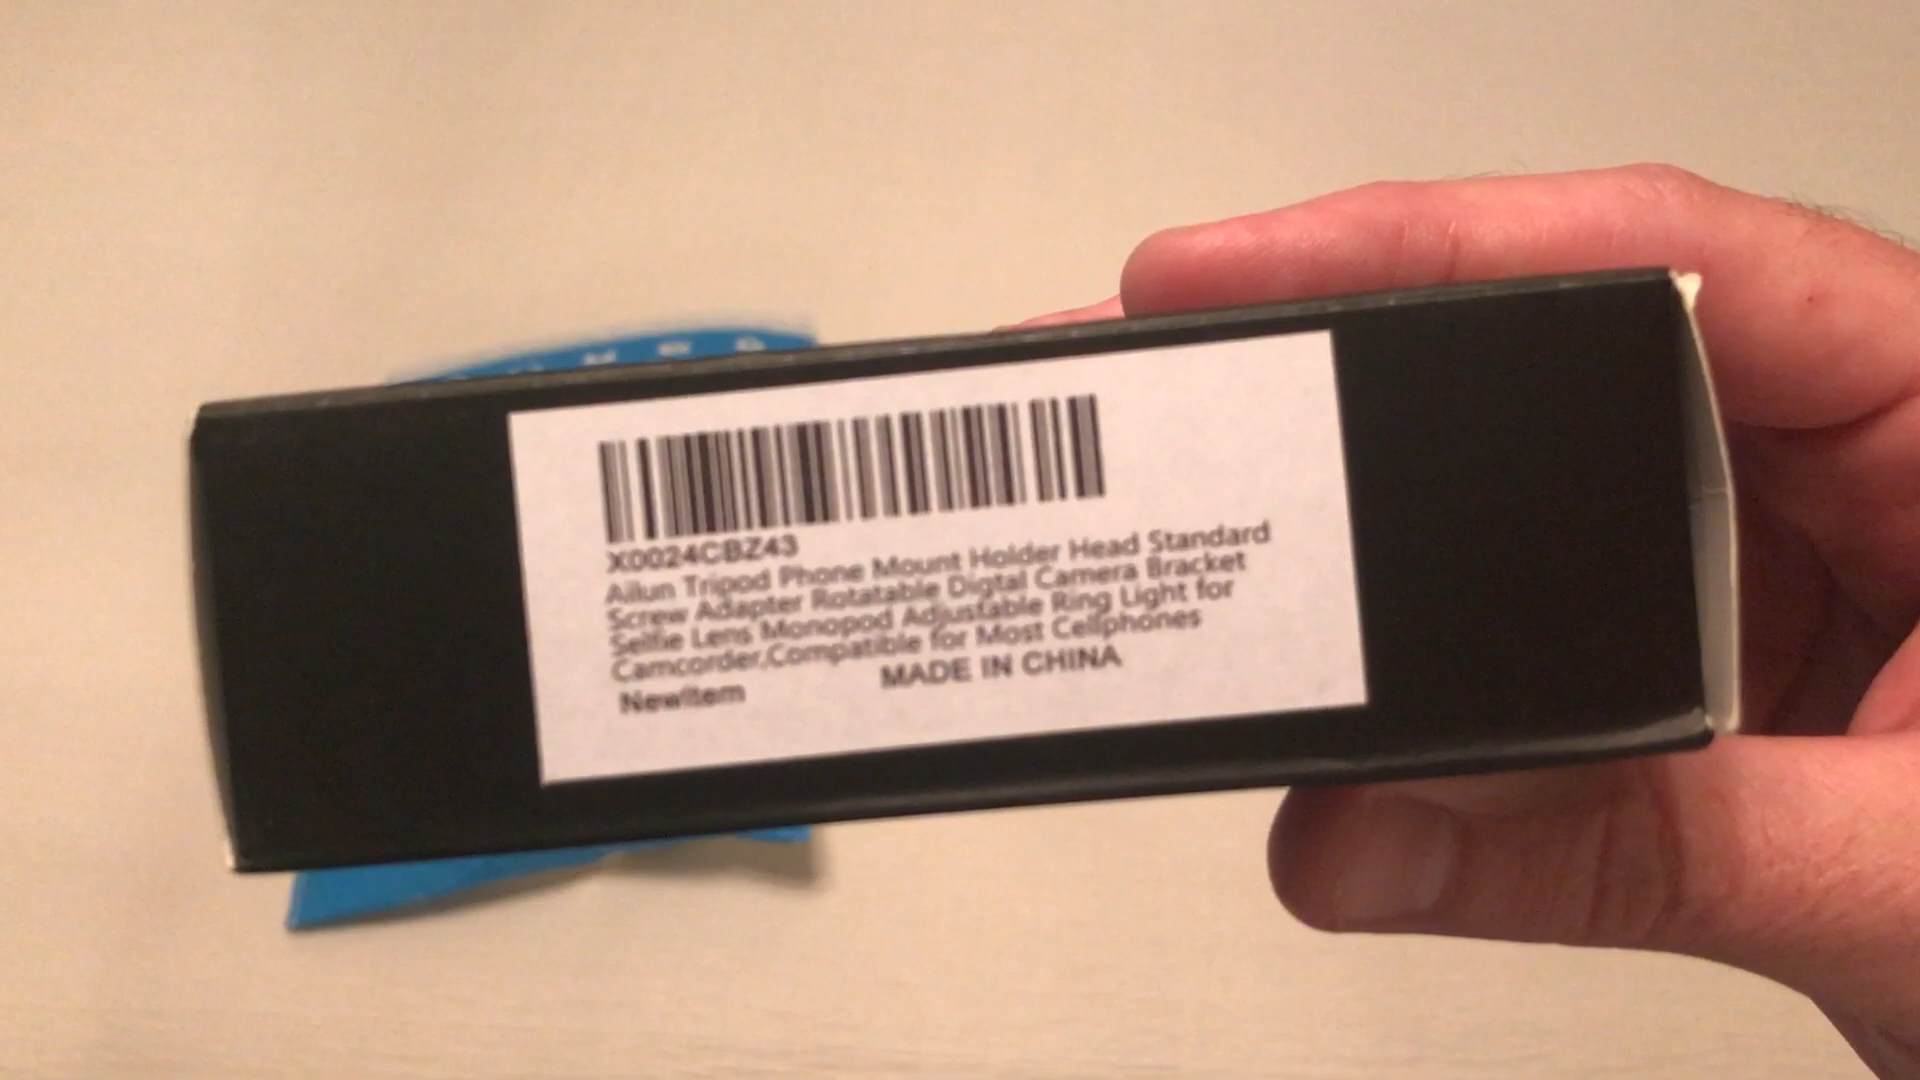 X0024CBZ43
Ailun Tripod Phone Mount Holder Head Standard
Screw Adapter Rotatable Digtal Camera Bracket
Selfie Lens Monopod Adjustable Ring Light for
Camcorder,Compatible for Most Cellphones
NewItem MADE IN CHINA